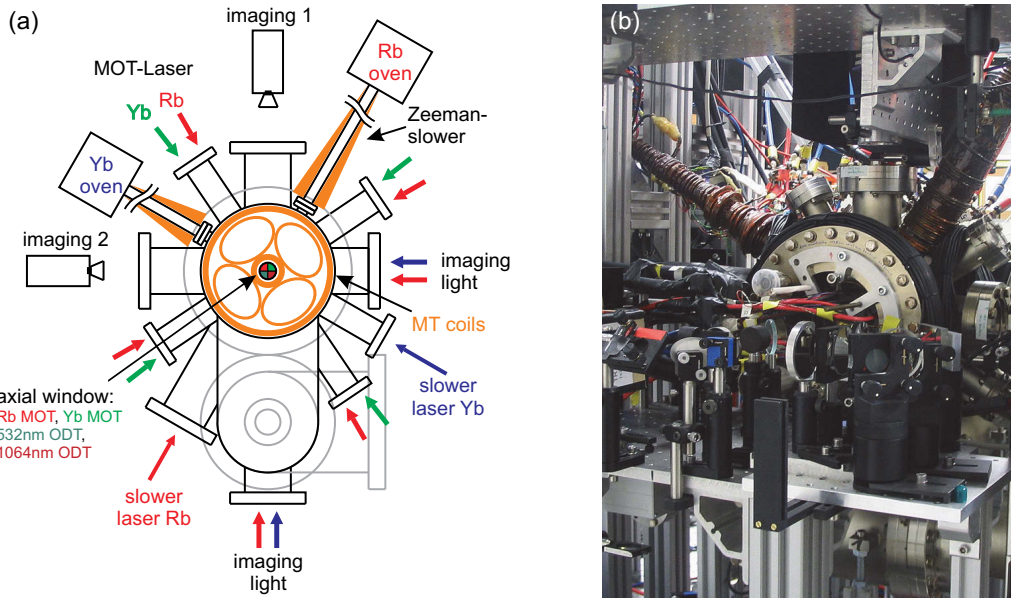 (a)
imaging 1
MOT-Laser
Yb
Rb
Rb
oven
Zeeman-
slower
Yb
oven
imaging 2
imaging
light
MT coils
slower
laser Yb
axial window:
Rb MOT, Yb MOT
532nm ODT,
1064nm ODT
slower
laser Rb
imaging
light
(b)